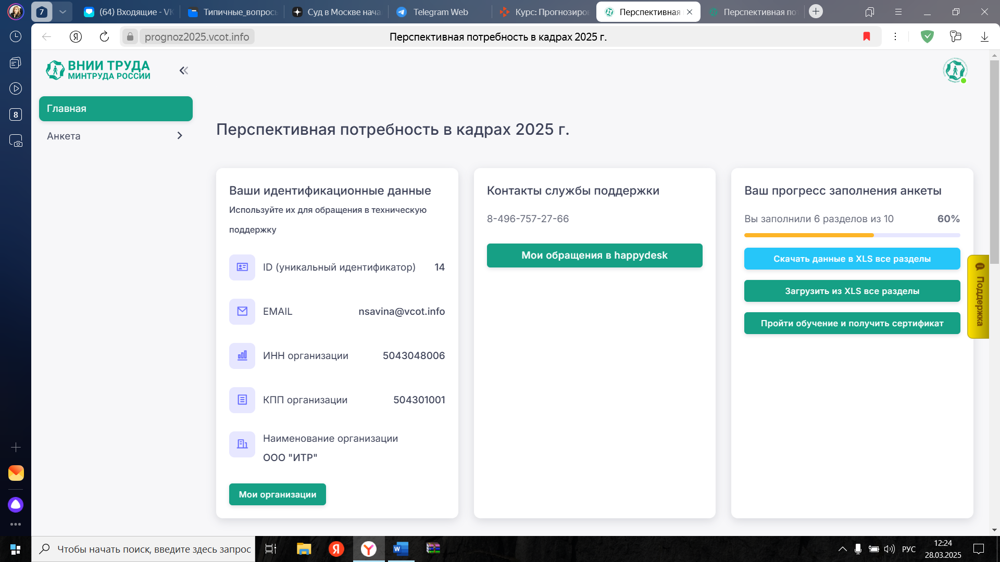 7
(64) Входящие - VK
Типичные_вопросы
Суд в Москве нача
Telegram Web
Курс: Прогнозиров
Перспективная
Перспективная пот
prognoz2025.vcot.info
Перспективная потребность в кадрах 2025 г.
8
ВНИИ ТРУДА
МИНТРУДА РОССИИ
Главная
Анкета
Перспективная потребность в кадрах 2025 г.
Ваши идентификационные данные
Используйте их для обращения в техническую
поддержку
ID (уникальный идентификатор) 14
EMAIL nsavina@vcot.info
ИНН организации 5043048006
КПП организации 504301001
Наименование организации
ООО "ИТР"
Мои организации
Контакты службы поддержки
8-496-757-27-66
Мои обращения в happydesk
Ваш прогресс заполнения анкеты
Вы заполнили 6 разделов из 10 60%
Скачать данные в XLS все разделы
Загрузить из XLS все разделы
Пройти обучение и получить сертификат
Поддержка
Чтобы начать поиск, введите здесь запрос
РУС
12:24
28.03.2025